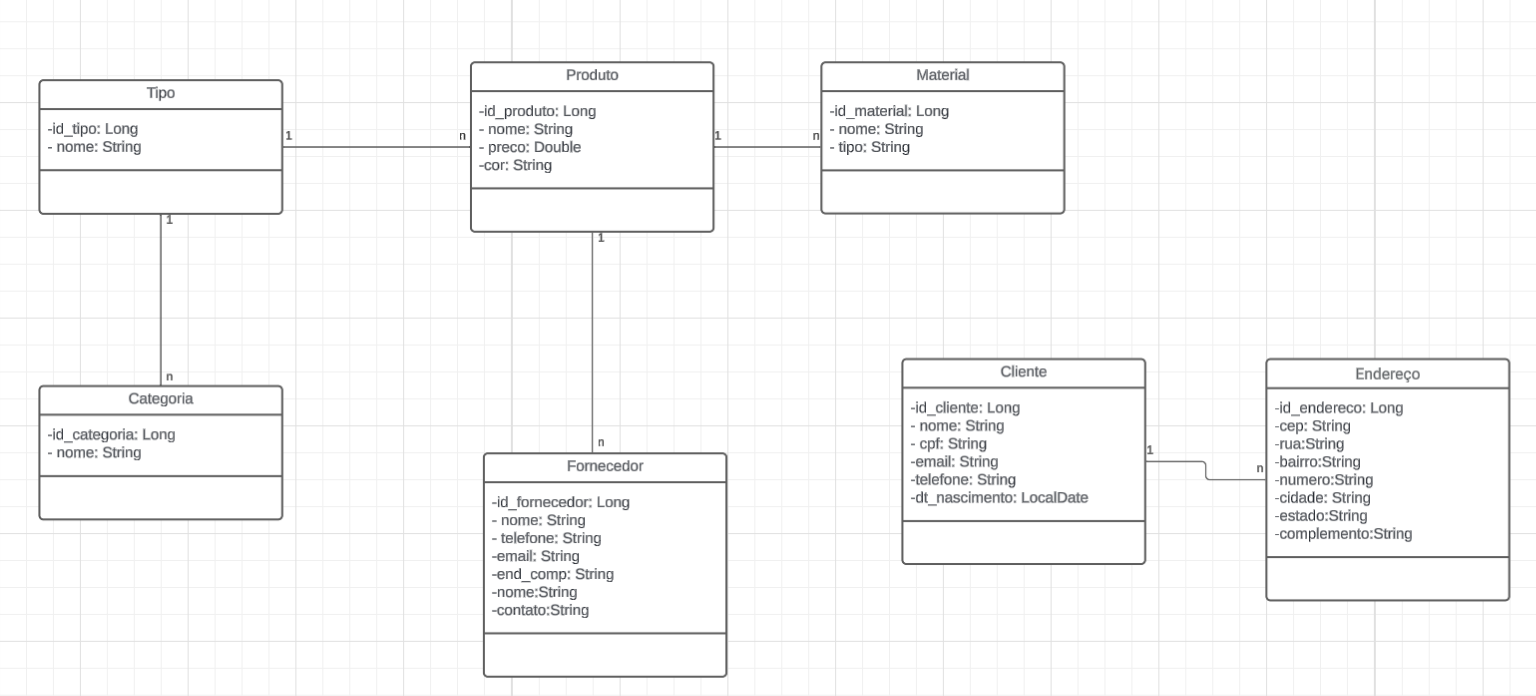 Tipo
-id_tipo: Long
- nome: String
1
n
Produto
-id_produto: Long
- nome: String
- preco: Double
-cor: String
1
n
Material
-id_material: Long
- nome: String
- tipo: String
1
n
Categoria
-id_categoria: Long
- nome: String
1
n
Fornecedor
-id_fornecedor: Long
- nome: String
- telefone: String
-email: String
-end_comp: String
-nome:String
-contato:String
Cliente
-id_cliente: Long
- nome: String
- cpf: String
-email: String
-telefone: String
-dt_nascimento: LocalDate
1
n
Endereço
-id_endereco: Long
-cep: String
-rua:String
-bairro:String
-numero:String
-cidade: String
-estado:String
-complemento:String